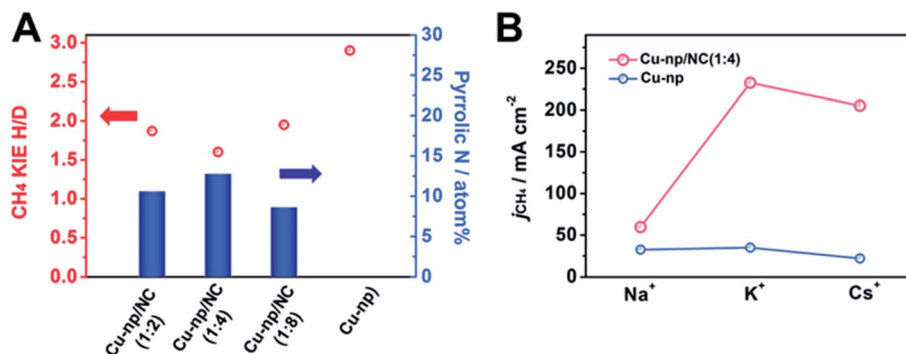 A
CH₄ KIE H/D
3.0
2.5
2.0
1.5
1.0
0.5
0.0
30
25
20
15
10
5
0
Pyrrolic N / atom%
Cu-np/NC
(1:2)
Cu-np/NC
(1:4)
Cu-np/NC
(1:8)
Cu-np)
B
jCH₄ / mA cm⁻²
250
200
150
100
50
0
Cu-np/NC(1:4)
Cu-np
Na⁺
K⁺
Cs⁺